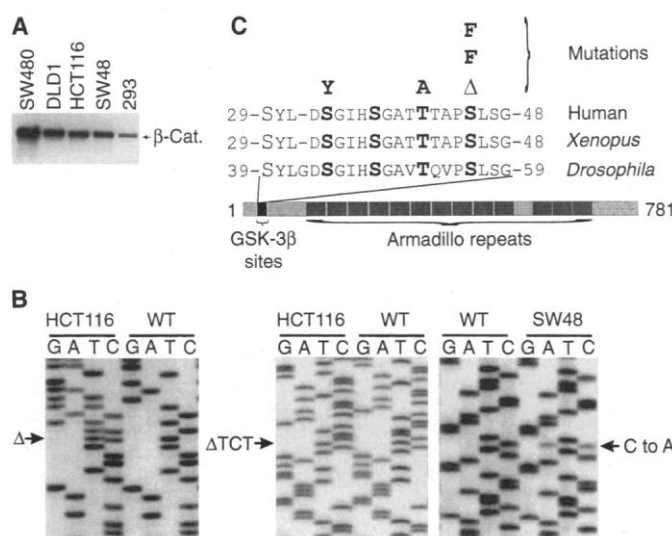 A
SW480
DLD1
HCT116
SW48
293
β-Cat.
C
F
F
Mutations
Y A Δ
29-SYL-DSGIHSGATTTAPSLSG-48 Human
29-SYL-DSGIHSGATTTAPSLSG-48 Xenopus
39-SYLGDSGIHSGAVTQVPSLSG-59 Drosophila
1 781
GSK-3β
sites
Armadillo repeats
B
HCT116 WT
G A T C G A T C
Δ
HCT116 WT
G A T C G A T C
ΔTCT
WT SW48
G A T C G A T C
C to A